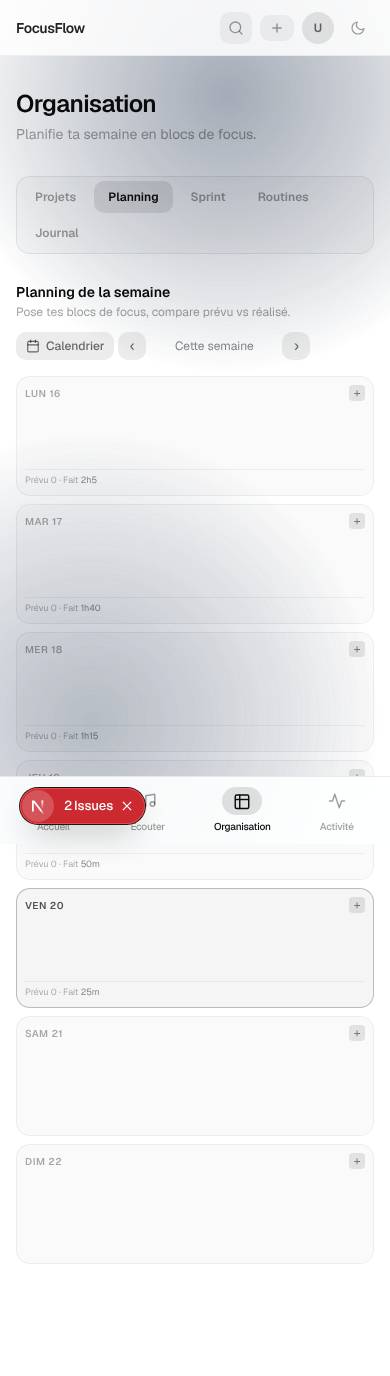 FocusFlow
U
Organisation
Planifie ta semaine en blocs de focus.
Projets Planning Sprint Routines
Journal
Planning de la semaine
Pose tes blocs de focus, compare prévu vs réalisé.
Calendrier ‹ Cette semaine ›
LUN 16 +
Prévu 0 · Fait 2h5
MAR 17 +
Prévu 0 · Fait 1h40
MER 18 +
Prévu 0 · Fait 1h15
N 2 Issues ×
Accueil Écouter Organisation Activité
Prévu 0 · Fait 50m
VEN 20 +
Prévu 0 · Fait 25m
SAM 21 +
DIM 22 +